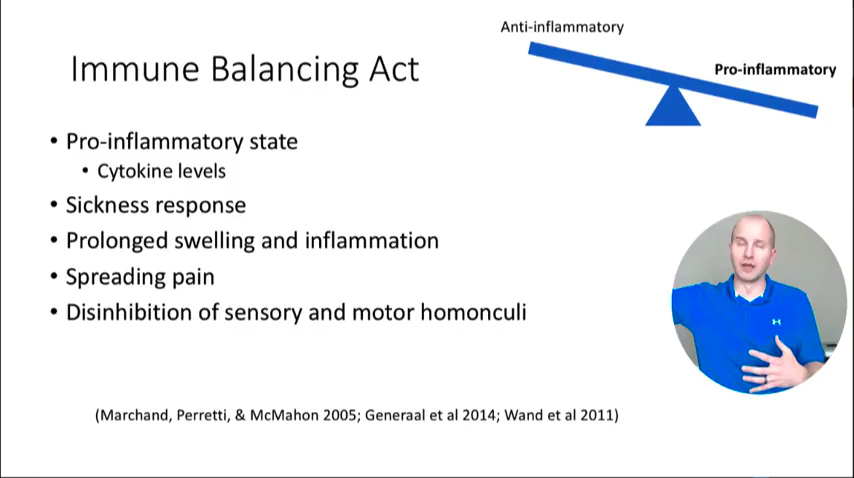 Anti-inflammatory
Immune Balancing Act
Pro-inflammatory
• Pro-inflammatory state
• Cytokine levels
• Sickness response
• Prolonged swelling and inflammation
• Spreading pain
• Disinhibition of sensory and motor homonculi
(Marchand, Perretti, & McMahon 2005; Generaal et al 2014; Wand et al 2011)